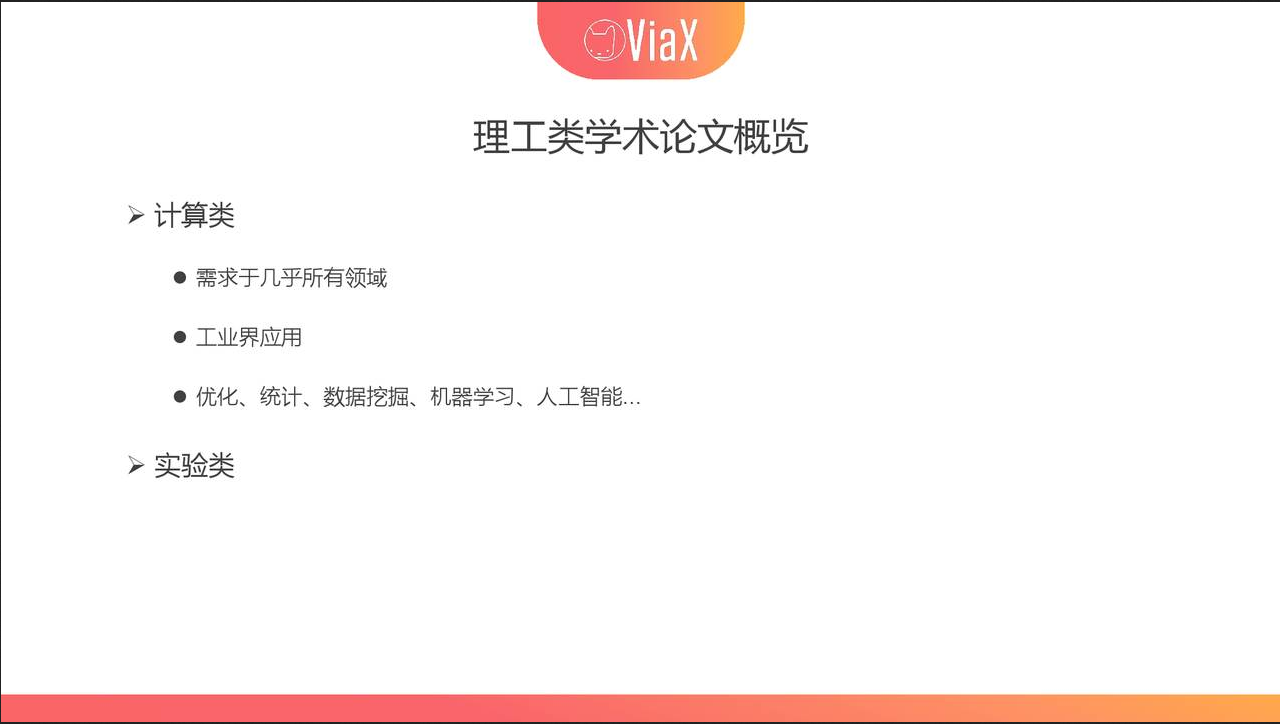 ViaX
理工类学术论文概览
➢ 计算类
● 需求于几乎所有领域
● 工业界应用
● 优化、统计、数据挖掘、机器学习、人工智能...
➢ 实验类